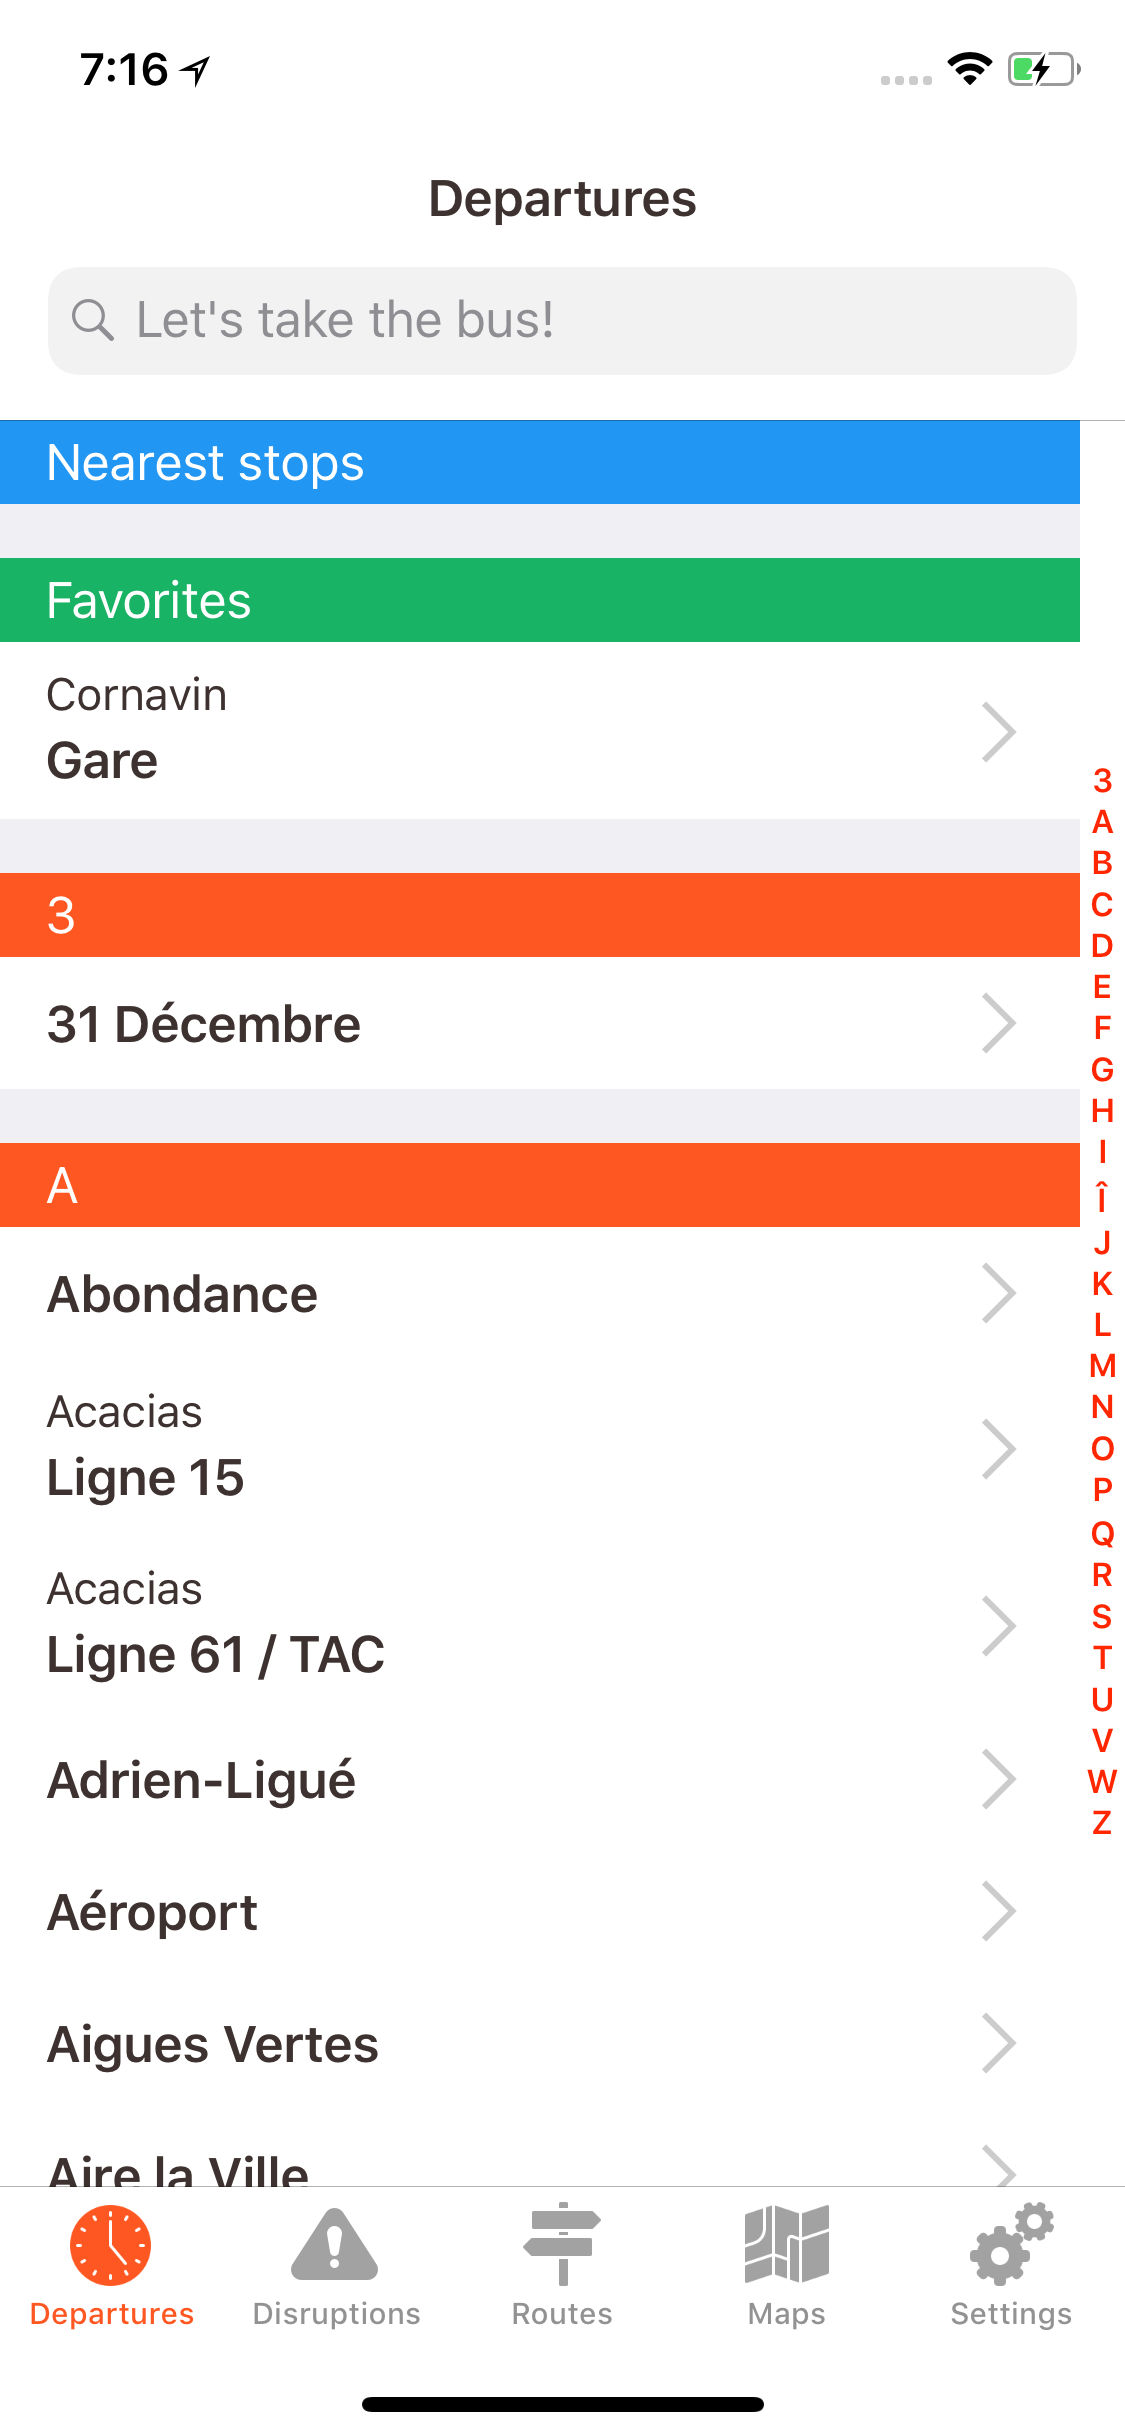 7:16
Departures
Let's take the bus!
Nearest stops
Favorites
Cornavin
Gare
3
31 Décembre
A
Abondance
Acacias
Ligne 15
Acacias
Ligne 61 / TAC
Adrien-Ligué
Aéroport
Aigues Vertes
Aire la Ville
3
A
B
C
D
E
F
G
H
I
Î
J
K
L
M
N
O
P
Q
R
S
T
U
V
W
Z
Departures
Disruptions
Routes
Maps
Settings